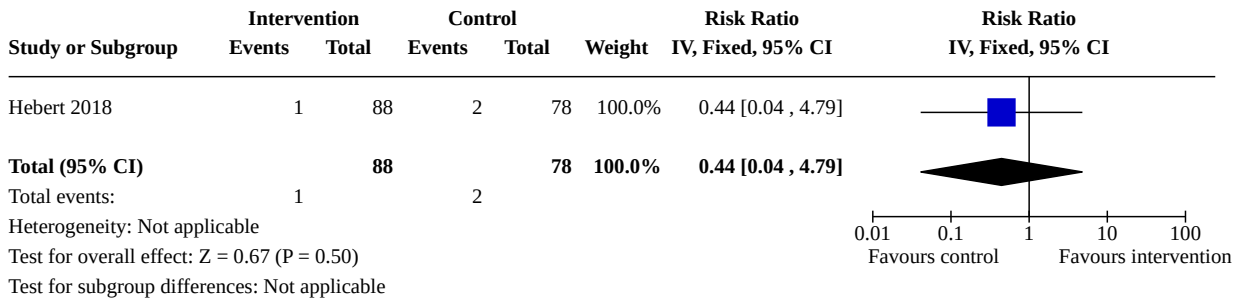 Intervention Control Risk Ratio Risk Ratio
Study or Subgroup Events Total Events Total Weight IV, Fixed, 95% CI IV, Fixed, 95% CI
Hebert 2018 1 88 2 78 100.0% 0.44 [0.04 , 4.79]
Total (95% CI) 88 78 100.0% 0.44 [0.04 , 4.79]
Total events: 1 2
Heterogeneity: Not applicable
0.01 0.1 1 10 100
Test for overall effect: Z = 0.67 (P = 0.50) Favours control Favours intervention
Test for subgroup differences: Not applicable